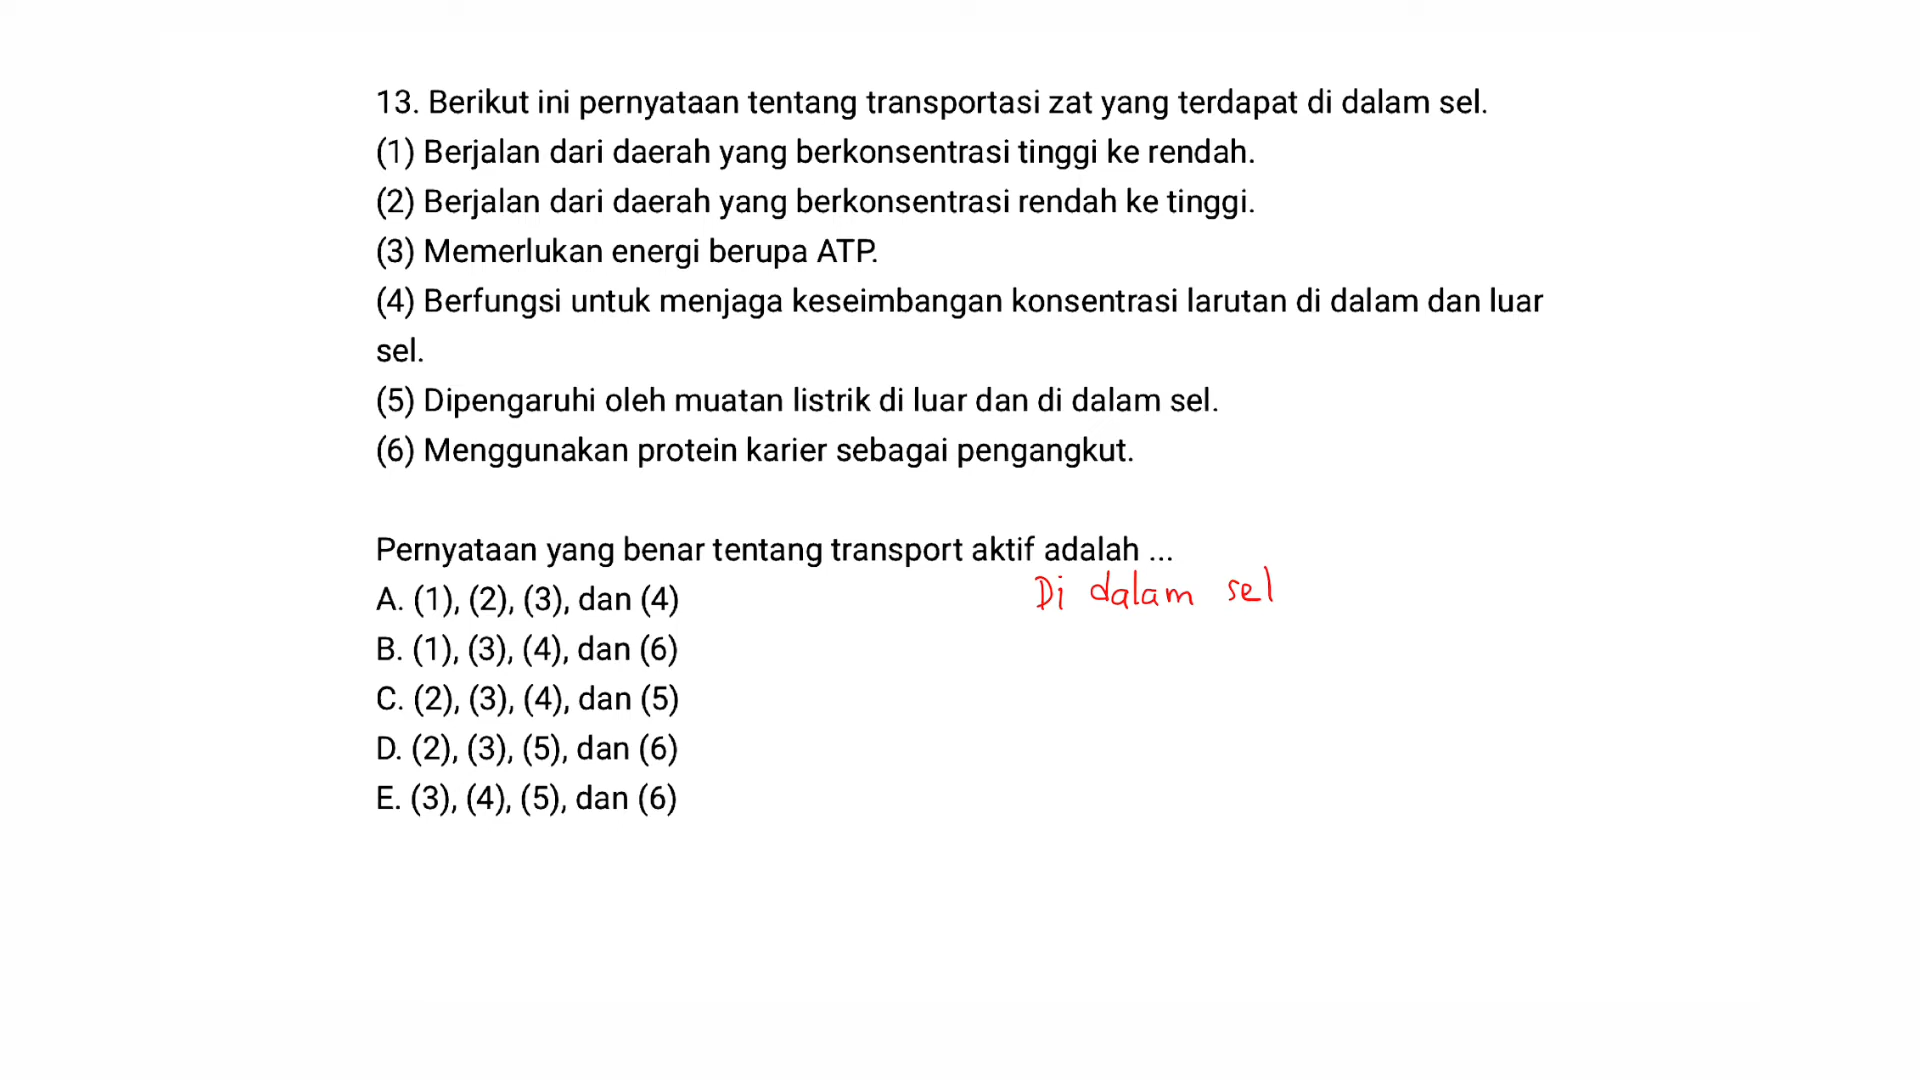 13. Berikut ini pernyataan tentang transportasi zat yang terdapat di dalam sel.
(1) Berjalan dari daerah yang berkonsentrasi tinggi ke rendah.
(2) Berjalan dari daerah yang berkonsentrasi rendah ke tinggi.
(3) Memerlukan energi berupa ATP.
(4) Berfungsi untuk menjaga keseimbangan konsentrasi larutan di dalam dan luar
sel.
(5) Dipengaruhi oleh muatan listrik di luar dan di dalam sel.
(6) Menggunakan protein karier sebagai pengangkut.
Pernyataan yang benar tentang transport aktif adalah ...
Di dalam sel
A. (1), (2), (3), dan (4)
B. (1), (3), (4), dan (6)
C. (2), (3), (4), dan (5)
D. (2), (3), (5), dan (6)
E. (3), (4), (5), dan (6)